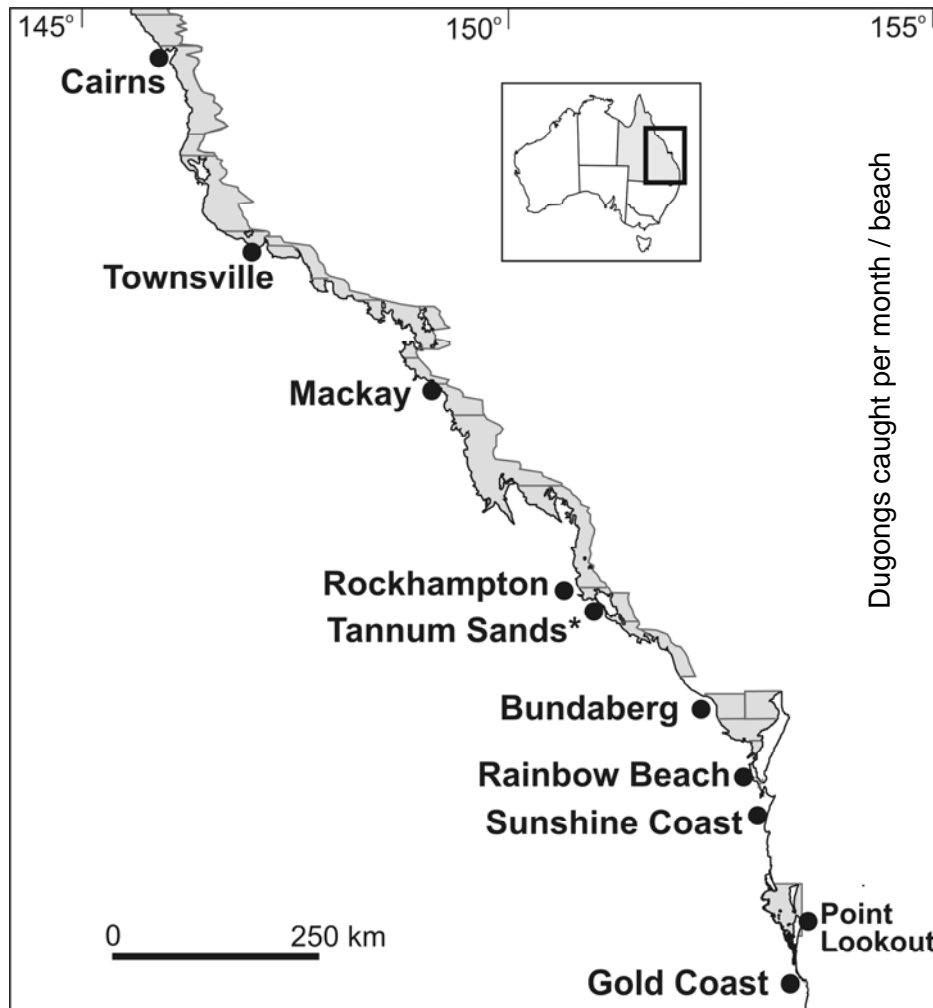 145° 150° 155°
Cairns
Townsville
Dugongs caught per month / beach
Mackay
Rockhampton
Tannum Sands*
Bundaberg
Rainbow Beach
Sunshine Coast
Point
Lookout
0 250 km
Gold Coast